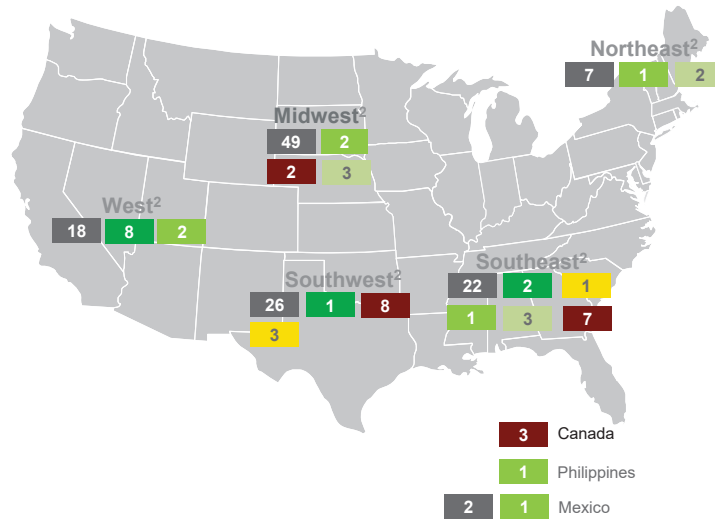 Northeast²
7 1 2
Midwest²
49 2
2 3
West²
18 8 2
Southwest²
26 1 8
3
Southeast²
22 2 1
1 3 7
3 Canada
1 Philippines
2 1 Mexico